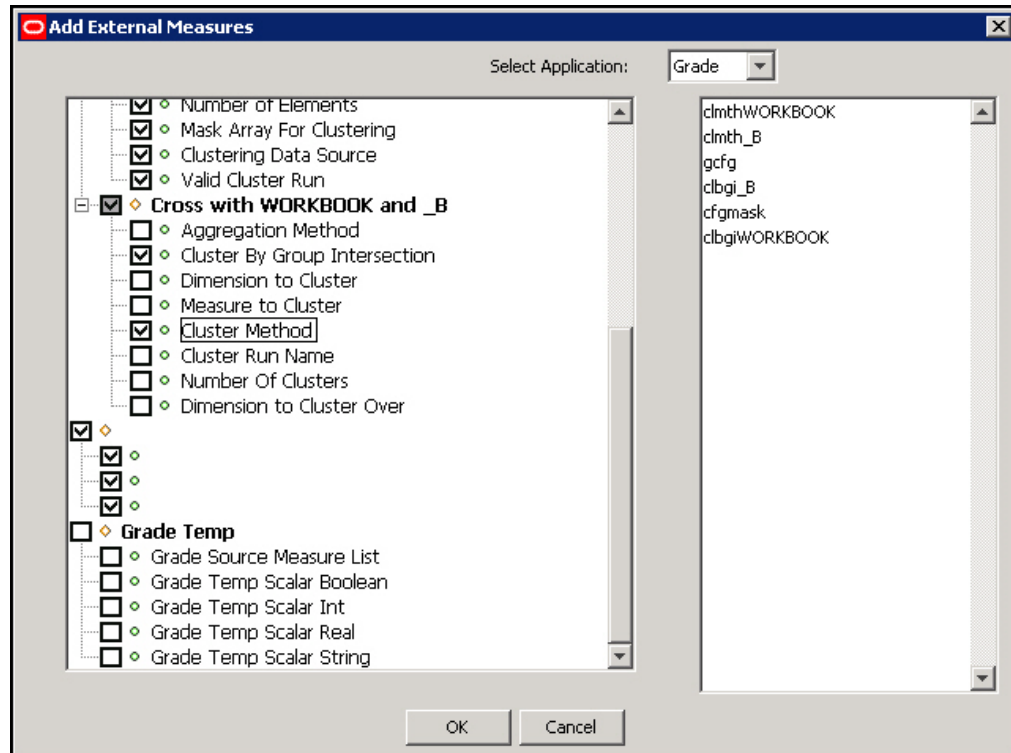 Add External Measures
Select Application: Grade
Number of Elements
Mask Array For Clustering
Clustering Data Source
Valid Cluster Run
Cross with WORKBOOK and _B
Aggregation Method
Cluster By Group Intersection
Dimension to Cluster
Measure to Cluster
Cluster Method
Cluster Run Name
Number Of Clusters
Dimension to Cluster Over
Grade Temp
Grade Source Measure List
Grade Temp Scalar Boolean
Grade Temp Scalar Int
Grade Temp Scalar Real
Grade Temp Scalar String
clmthWORKBOOK
clmth_B
gcfg
clbgi_B
cfgmask
clbgiWORKBOOK
OK Cancel